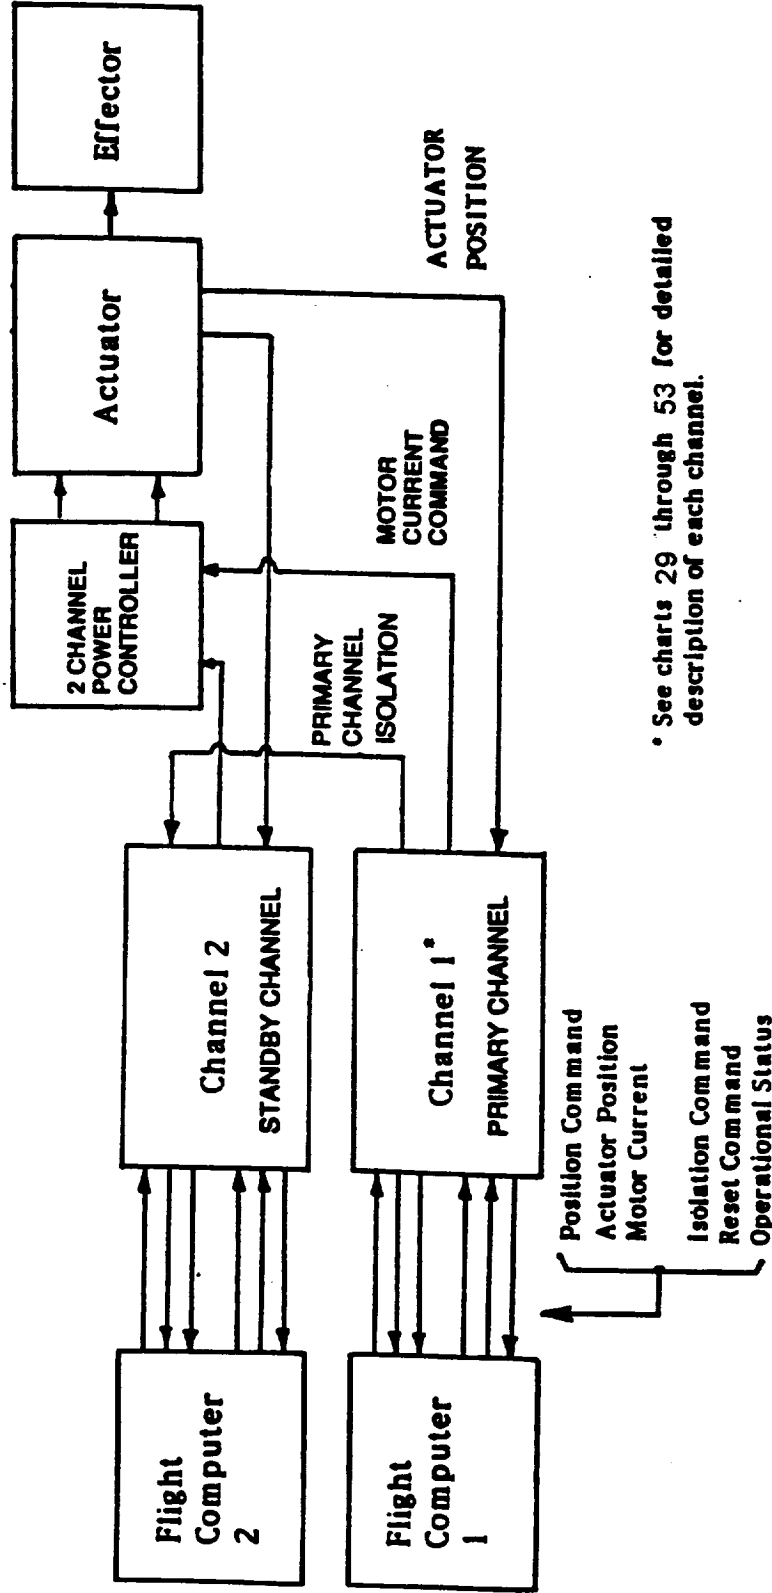 Flight
Computer
2
Flight
Computer
1
Channel 2
STANDBY CHANNEL
Channel 1*
PRIMARY CHANNEL
Position Command
Actuator Position
Motor Current
Isolation Command
Reset Command
Operational Status
PRIMARY
CHANNEL
ISOLATION
MOTOR
CURRENT
COMMAND
2 CHANNEL
POWER
CONTROLLER
Actuator
Effector
ACTUATOR
POSITION
* See charts 29 through 53 for detailed
description of each channel.